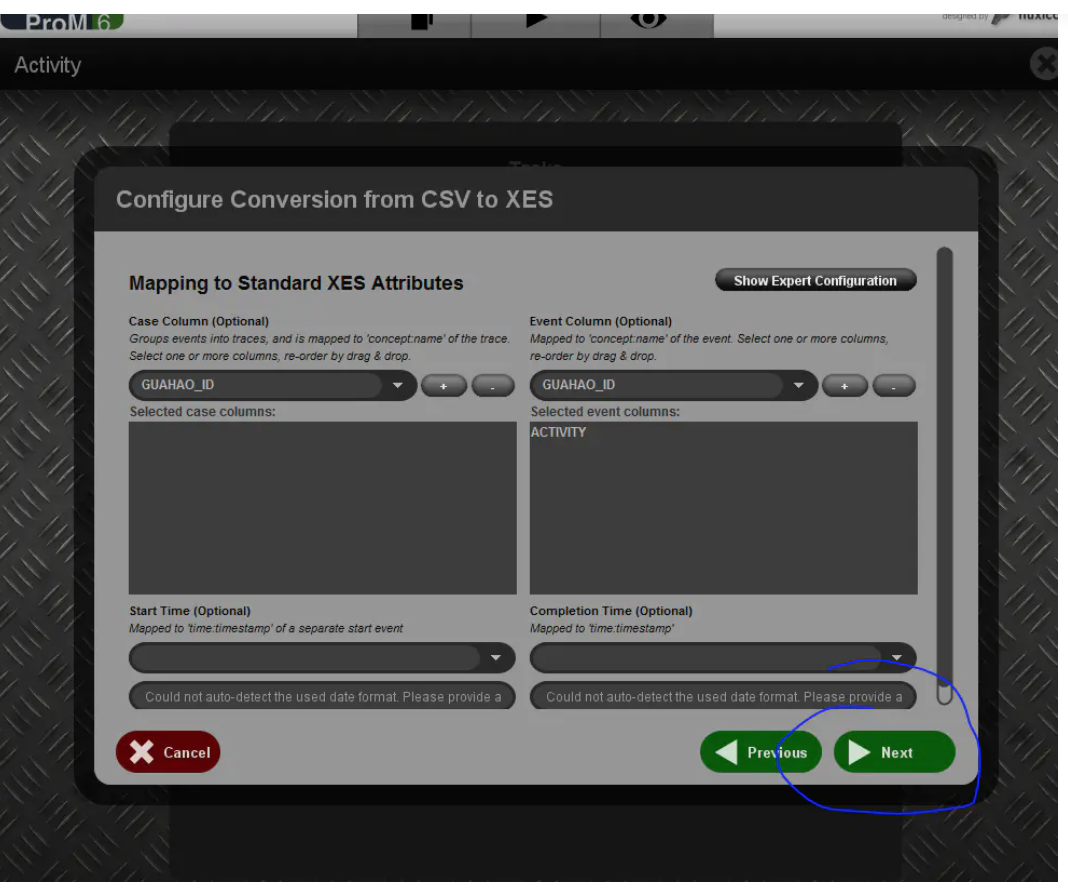 ProM 6
designed by
Activity
Configure Conversion from CSV to XES
Mapping to Standard XES Attributes
Show Expert Configuration
Case Column (Optional)
Groups events into traces, and is mapped to 'concept:name' of the trace.
Select one or more columns, re-order by drag & drop.
GUAHAO_ID
+
-
Selected case columns:
Event Column (Optional)
Mapped to 'concept:name' of the event. Select one or more columns,
re-order by drag & drop.
GUAHAO_ID
+
-
Selected event columns:
ACTIVITY
Start Time (Optional)
Mapped to 'time:timestamp' of a separate start event
Could not auto-detect the used date format. Please provide a
Completion Time (Optional)
Mapped to 'time:timestamp'
Could not auto-detect the used date format. Please provide a
Cancel
Previous
Next